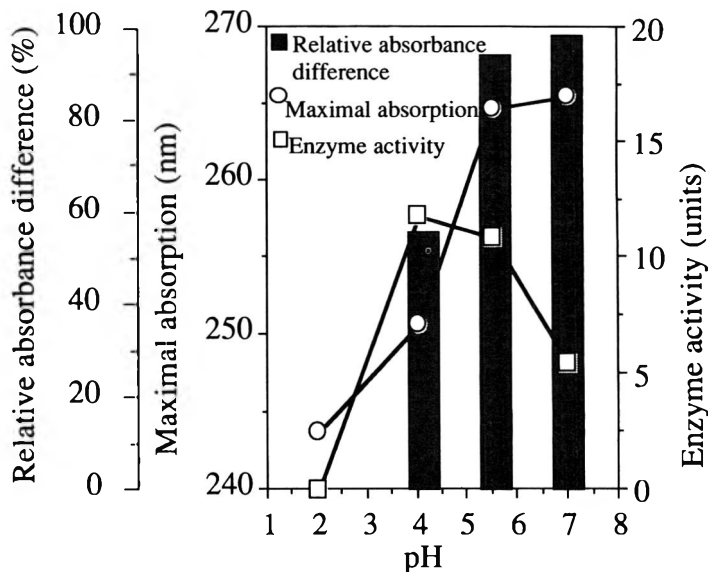 Relative absorbance difference (%)
100
80
60
40
20
0
Maximal absorption (nm)
270
260
250
240
Relative absorbance
difference
Maximal absorption
Enzyme activity
20
15
10
5
0
Enzyme activity (units)
1 2 3 4 5 6 7 8
pH